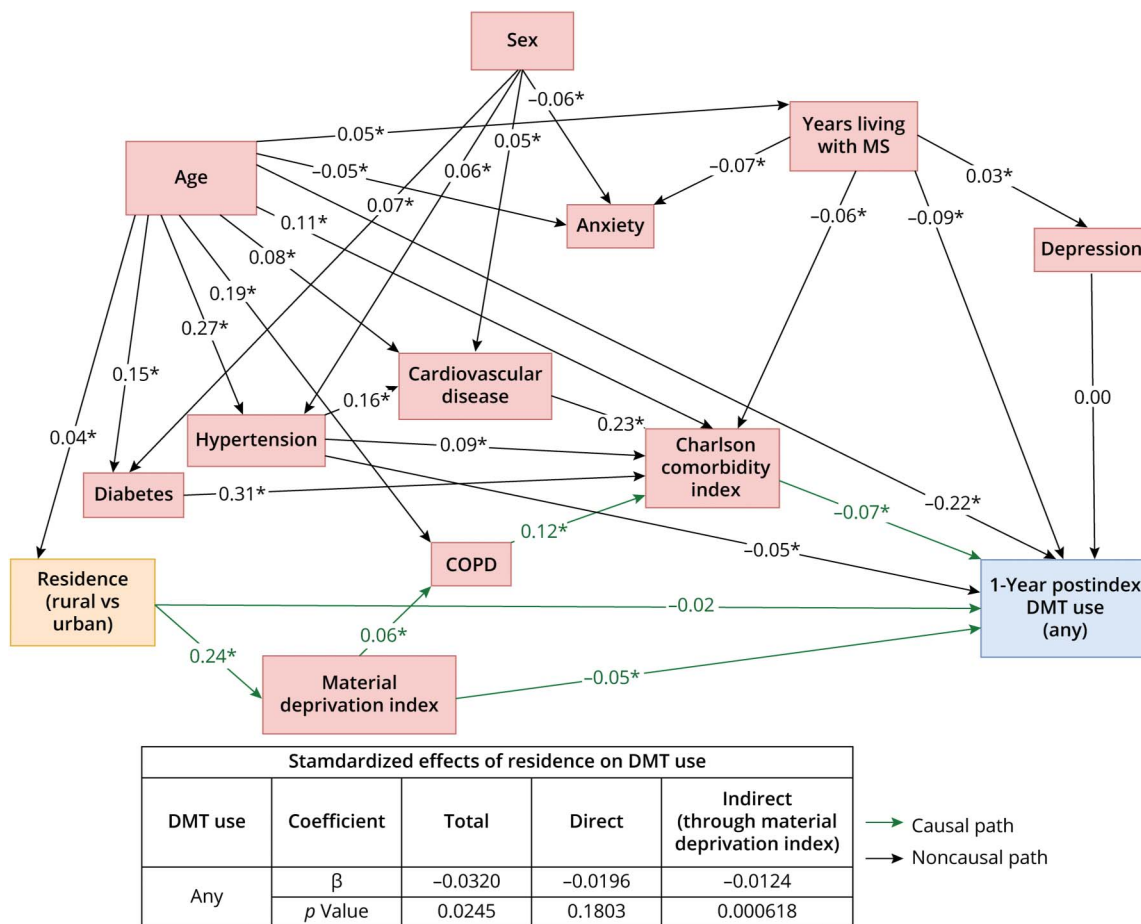 Sex
–0.06*
0.05*
Years living
with MS
0.05*
Age
–0.05*
0.06*
–0.07*
0.03*
0.07*
0.11*
Anxiety
–0.06*
–0.09*
Depression
0.08*
0.19*
0.27*
0.15*
Cardiovascular
disease
0.16*
0.00
0.04*
Hypertension
0.09*
0.23*
Charlson
comorbidity
index
Diabetes
0.31*
–0.22*
–0.07*
0.12*
–0.05*
COPD
Residence
(rural vs
urban)
1-Year postindex
DMT use
(any)
–0.02
0.06*
0.24*
Material
deprivation index
–0.05*
Stamdardized effects of residence on DMT use
DMT use Coefficient Total Direct Indirect
(through material
deprivation index)
Any β –0.0320 –0.0196 –0.0124
p Value 0.0245 0.1803 0.000618
Causal path
Noncausal path